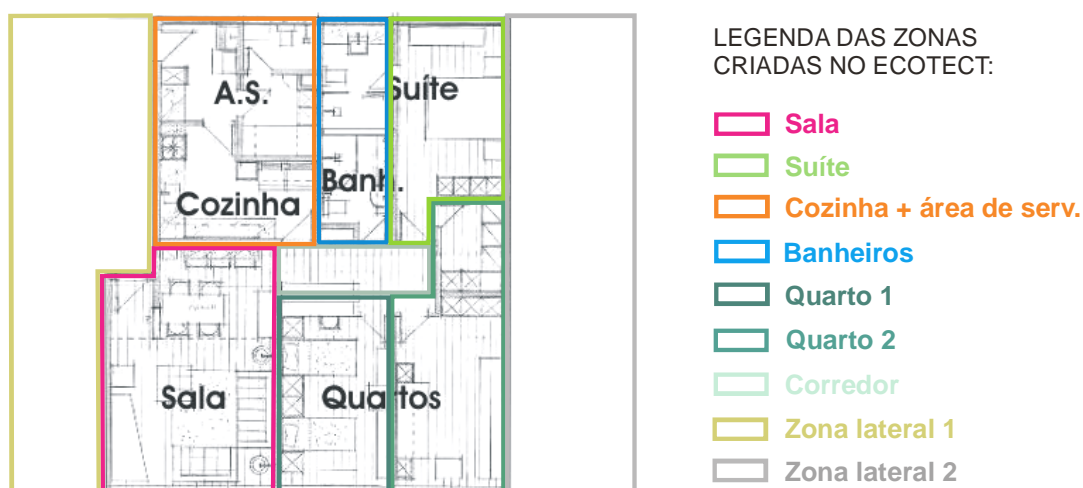 A.S.
Suíte
Banh.
Cozinha
Sala
Quartos
LEGENDA DAS ZONAS
CRIADAS NO ECOTECT:
Sala
Suíte
Cozinha + área de serv.
Banheiros
Quarto 1
Quarto 2
Corredor
Zona lateral 1
Zona lateral 2